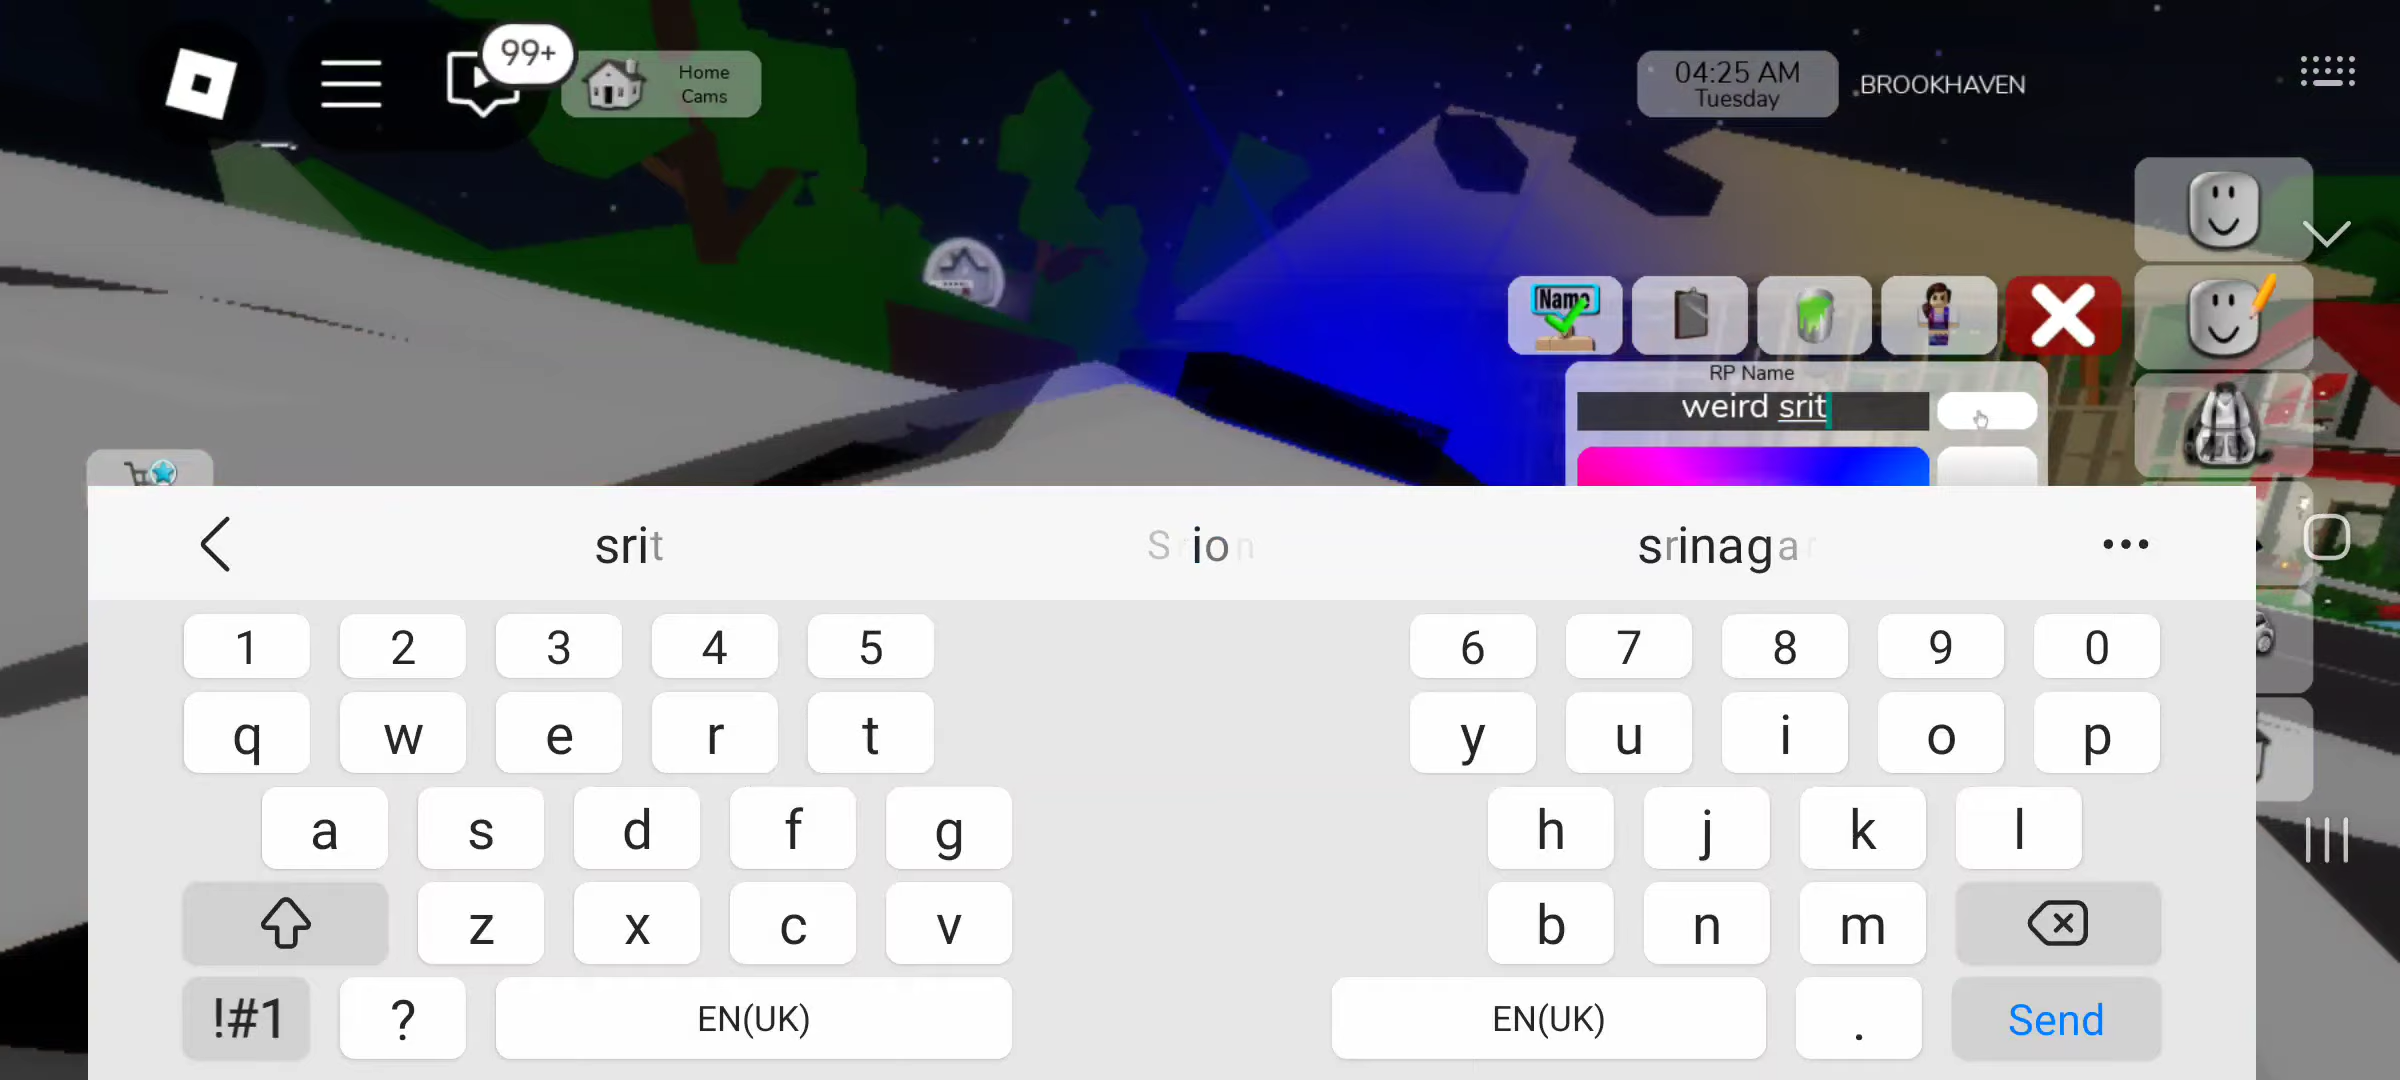 99+
Home
Cams
04:25 AM
Tuesday
BROOKHAVEN
Name
RP Name
weird srit
srit
srinaga
1 2 3 4 5 6 7 8 9 0
q w e r t y u i o p
a s d f g h j k l
z x c v b n m
!#1 ? EN(UK) EN(UK) . Send